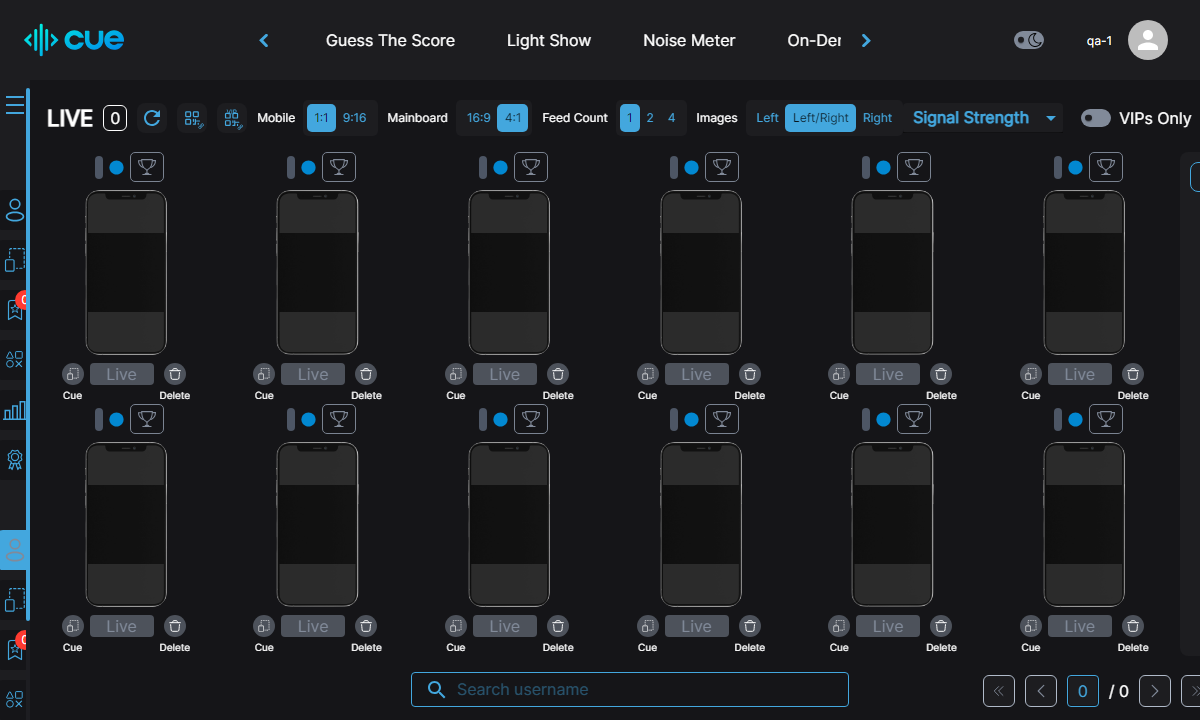 cue
Guess The Score
Light Show
Noise Meter
On-Der
qa-1
LIVE 0
Mobile 1:1 9:16
Mainboard 16:9 4:1
Feed Count 1 2 4
Images Left Left/Right Right
Signal Strength
VIPs Only
Live Live Live Live Live Live
Cue Delete Cue Delete Cue Delete Cue Delete Cue Delete Cue Delete
Live Live Live Live Live Live
Cue Delete Cue Delete Cue Delete Cue Delete Cue Delete Cue Delete
Search username
0 / 0